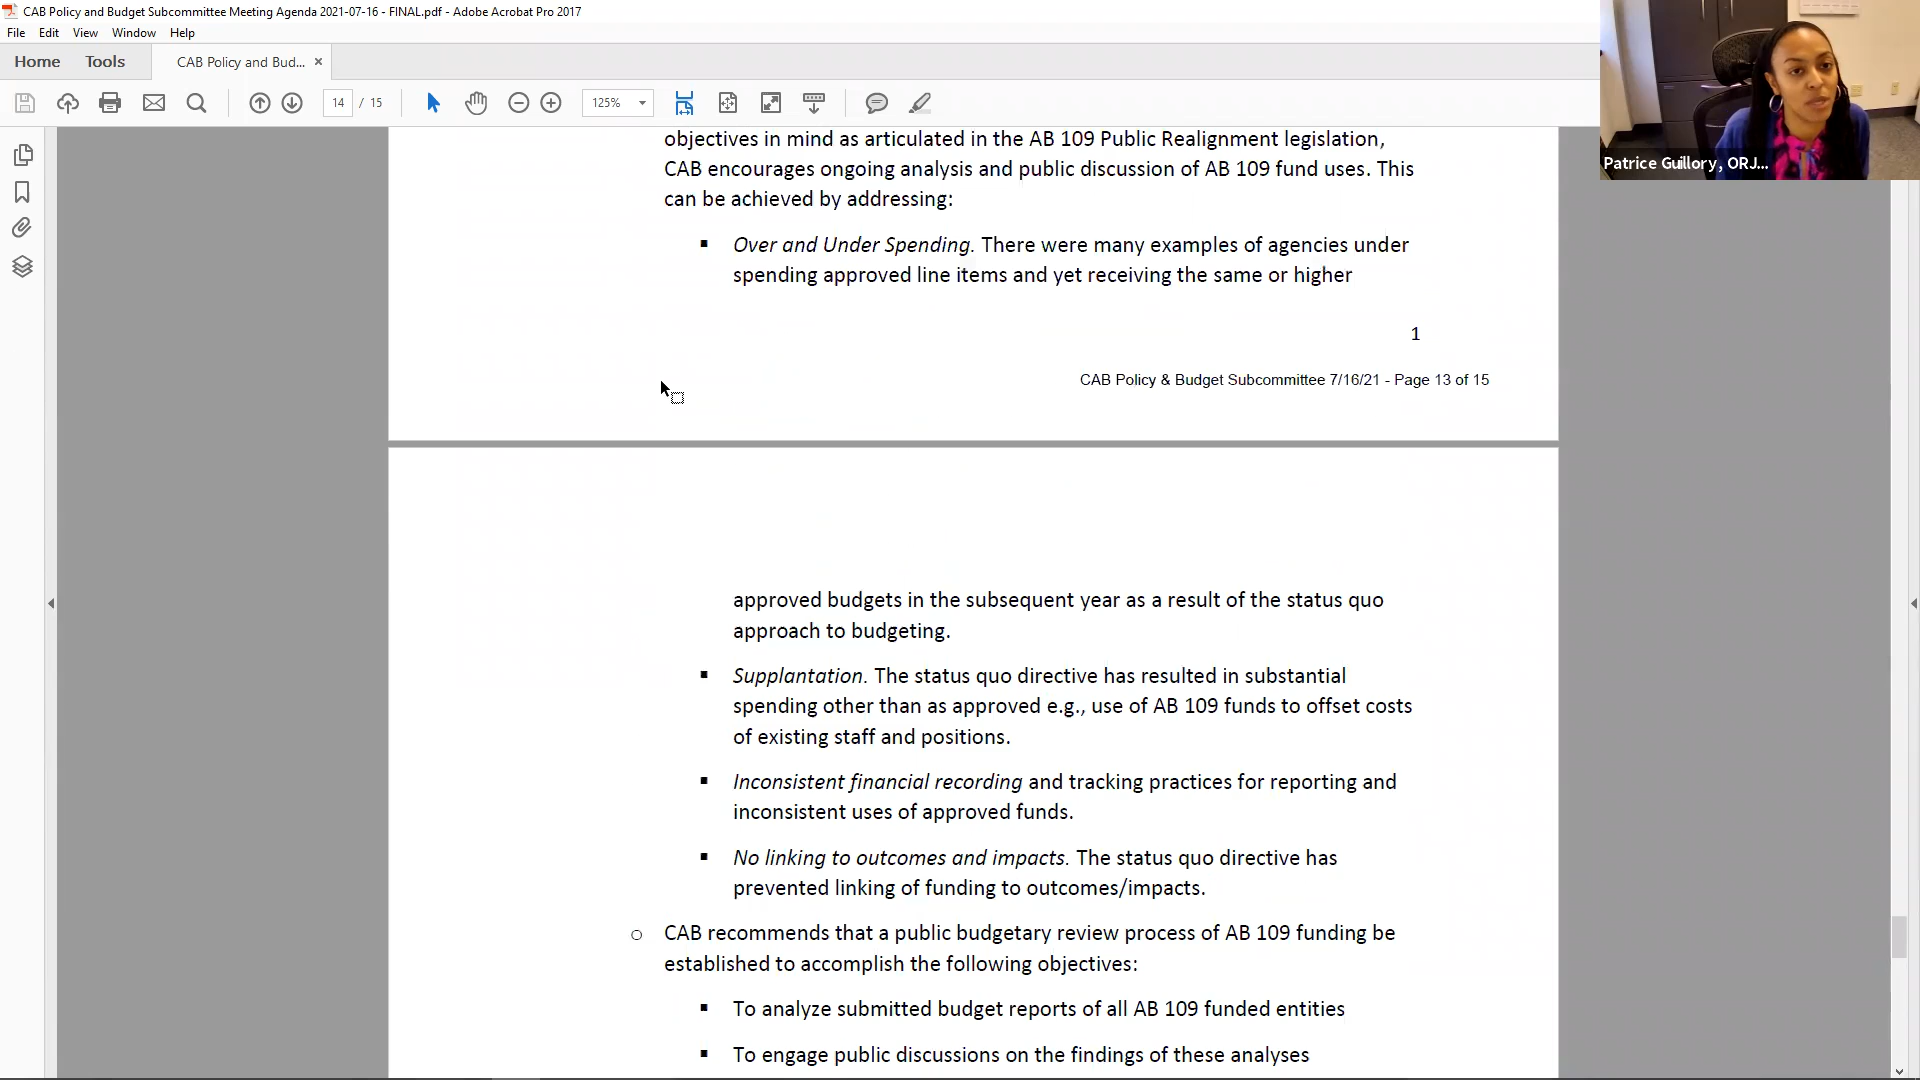 CAB Policy and Budget Subcommittee Meeting Agenda 2021-07-16 - FINAL.pdf - Adobe Acrobat Pro 2017
File Edit View Window Help
Home Tools CAB Policy and Bud... ×
14 / 15 125%
Patrice Guillory, ORJ...
objectives in mind as articulated in the AB 109 Public Realignment legislation,
CAB encourages ongoing analysis and public discussion of AB 109 fund uses. This
can be achieved by addressing:
▪ Over and Under Spending. There were many examples of agencies under
spending approved line items and yet receiving the same or higher
1
CAB Policy & Budget Subcommittee 7/16/21 - Page 13 of 15
approved budgets in the subsequent year as a result of the status quo
approach to budgeting.
▪ Supplantation. The status quo directive has resulted in substantial
spending other than as approved e.g., use of AB 109 funds to offset costs
of existing staff and positions.
▪ Inconsistent financial recording and tracking practices for reporting and
inconsistent uses of approved funds.
▪ No linking to outcomes and impacts. The status quo directive has
prevented linking of funding to outcomes/impacts.
o CAB recommends that a public budgetary review process of AB 109 funding be
established to accomplish the following objectives:
▪ To analyze submitted budget reports of all AB 109 funded entities
▪ To engage public discussions on the findings of these analyses